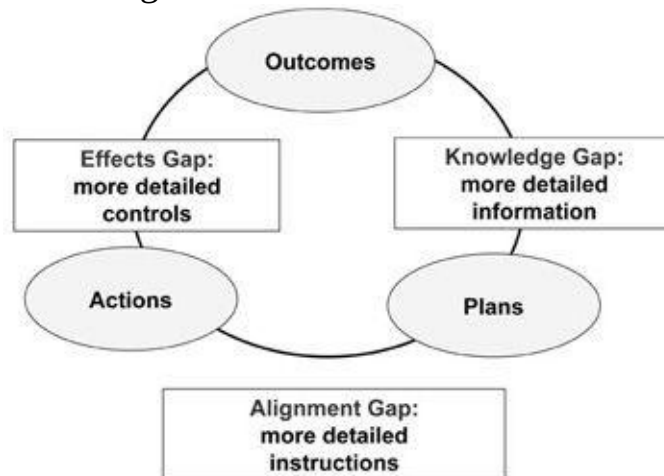 Outcomes
Effects Gap:
more detailed
controls
Knowledge Gap:
more detailed
information
Actions
Plans
Alignment Gap:
more detailed
instructions